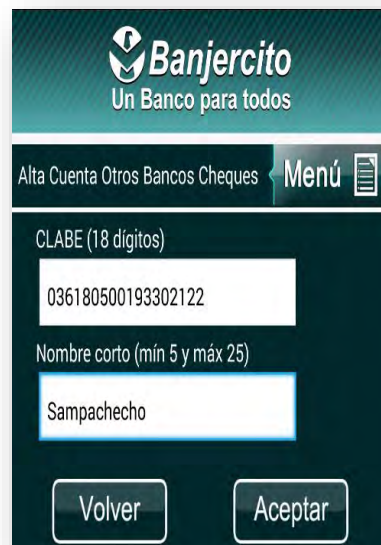 Banjercito
Un Banco para todos
Alta Cuenta Otros Bancos Cheques
Menú
CLABE (18 dígitos)
036180500193302122
Nombre corto (mín 5 y máx 25)
Sampachecho
Volver
Aceptar